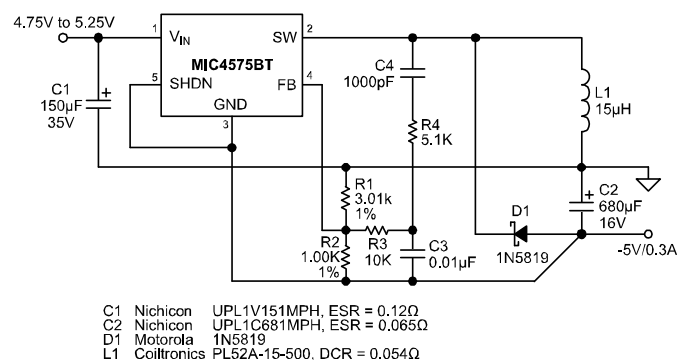 4.75V to 5.25V
1
VIN
SW
2
MIC4575BT
5
SHDN
FB
4
GND
3
C1
150µF
35V
+
C4
1000pF
L1
15µH
R4
5.1K
R1
3.01k
1%
R2
1.00K
1%
R3
10K
C3
0.01µF
D1
1N5819
C2
680µF
16V
+
-5V/0.3A
C1 Nichicon UPL1V151MPH, ESR = 0.12Ω
C2 Nichicon UPL1C681MPH, ESR = 0.065Ω
D1 Motorola 1N5819
L1 Coiltronics PL52A-15-500, DCR = 0.054Ω